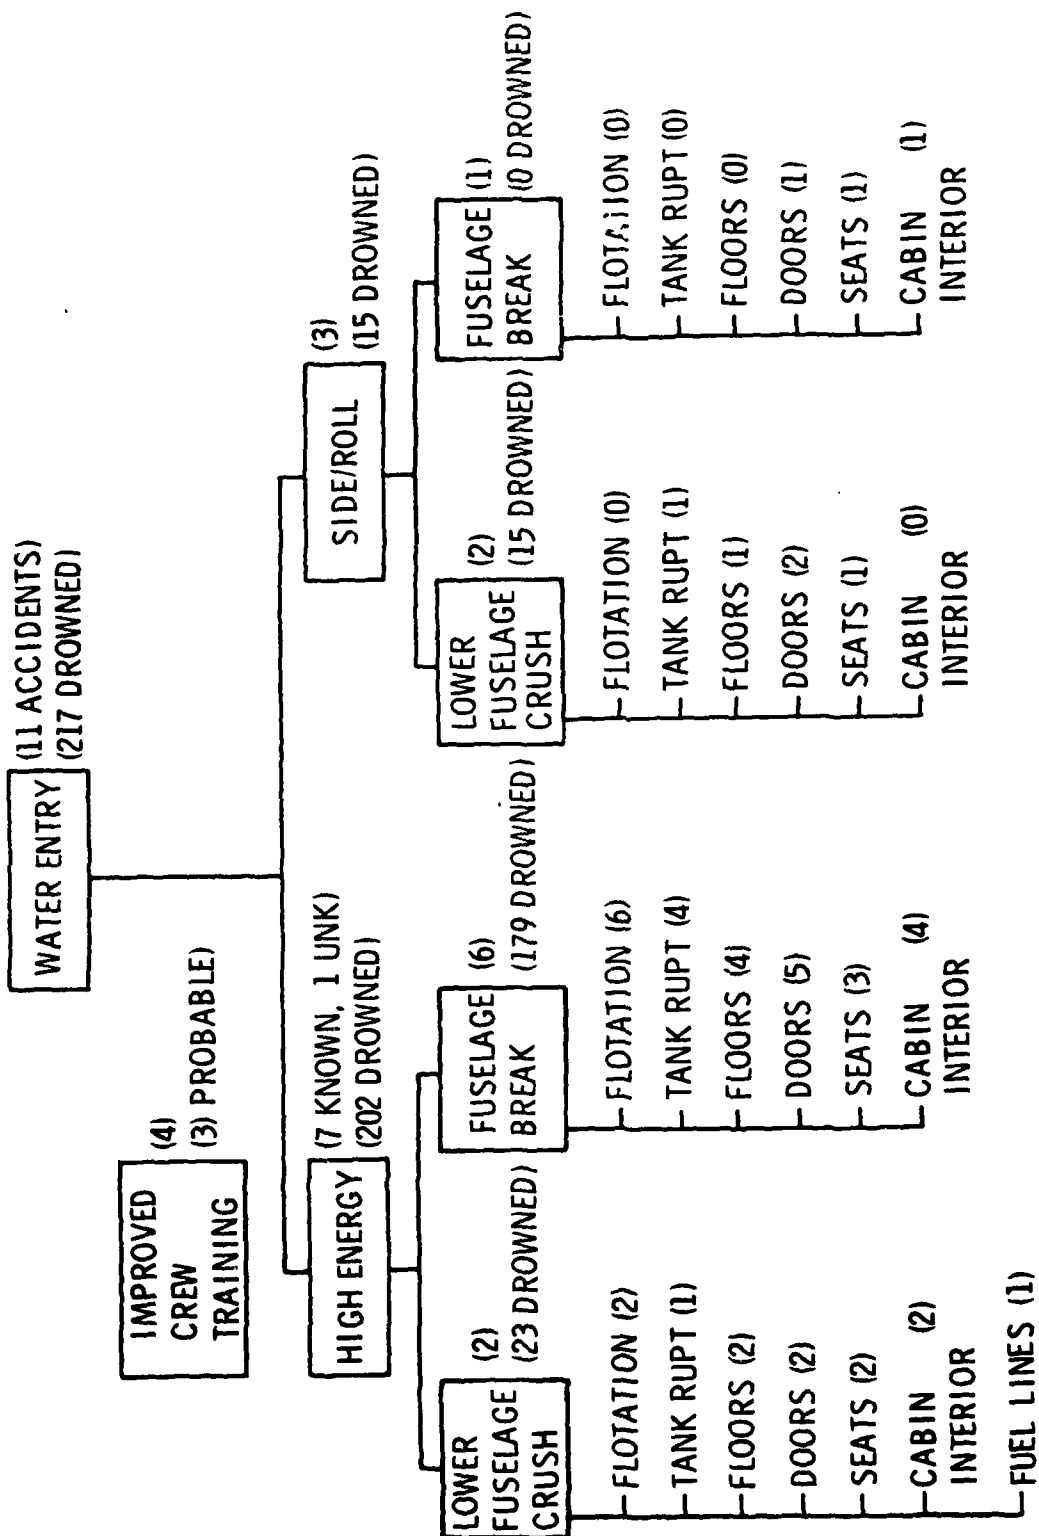 WATER ENTRY
(11 ACCIDENTS)
(217 DROWNED)
IMPROVED
CREW
TRAINING
(4)
(3) PROBABLE)
HIGH ENERGY
(7 KNOWN, 1 UNK)
(202 DROWNED)
SIDE/ROLL
(3)
(15 DROWNED)
LOWER
FUSELAGE
CRUSH
(2)
(23 DROWNED)
FLOTATION (2)
TANK RUPT (1)
FLOORS (2)
DOORS (2)
SEATS (2)
CABIN (2)
INTERIOR
FUEL LINES (1)
FUSELAGE
BREAK
(6)
(179 DROWNED)
FLOTATION (6)
TANK RUPT (4)
FLOORS (4)
DOORS (5)
SEATS (3)
CABIN (4)
INTERIOR
LOWER
FUSELAGE
CRUSH
(2)
(15 DROWNED)
FLOTATION (0)
TANK RUPT (1)
FLOORS (1)
DOORS (2)
SEATS (1)
CABIN (0)
INTERIOR
FUSELAGE
BREAK
(1)
(0 DROWNED)
FLOTATION (0)
TANK RUPT (0)
FLOORS (0)
DOORS (1)
SEATS (1)
CABIN (1)
INTERIOR